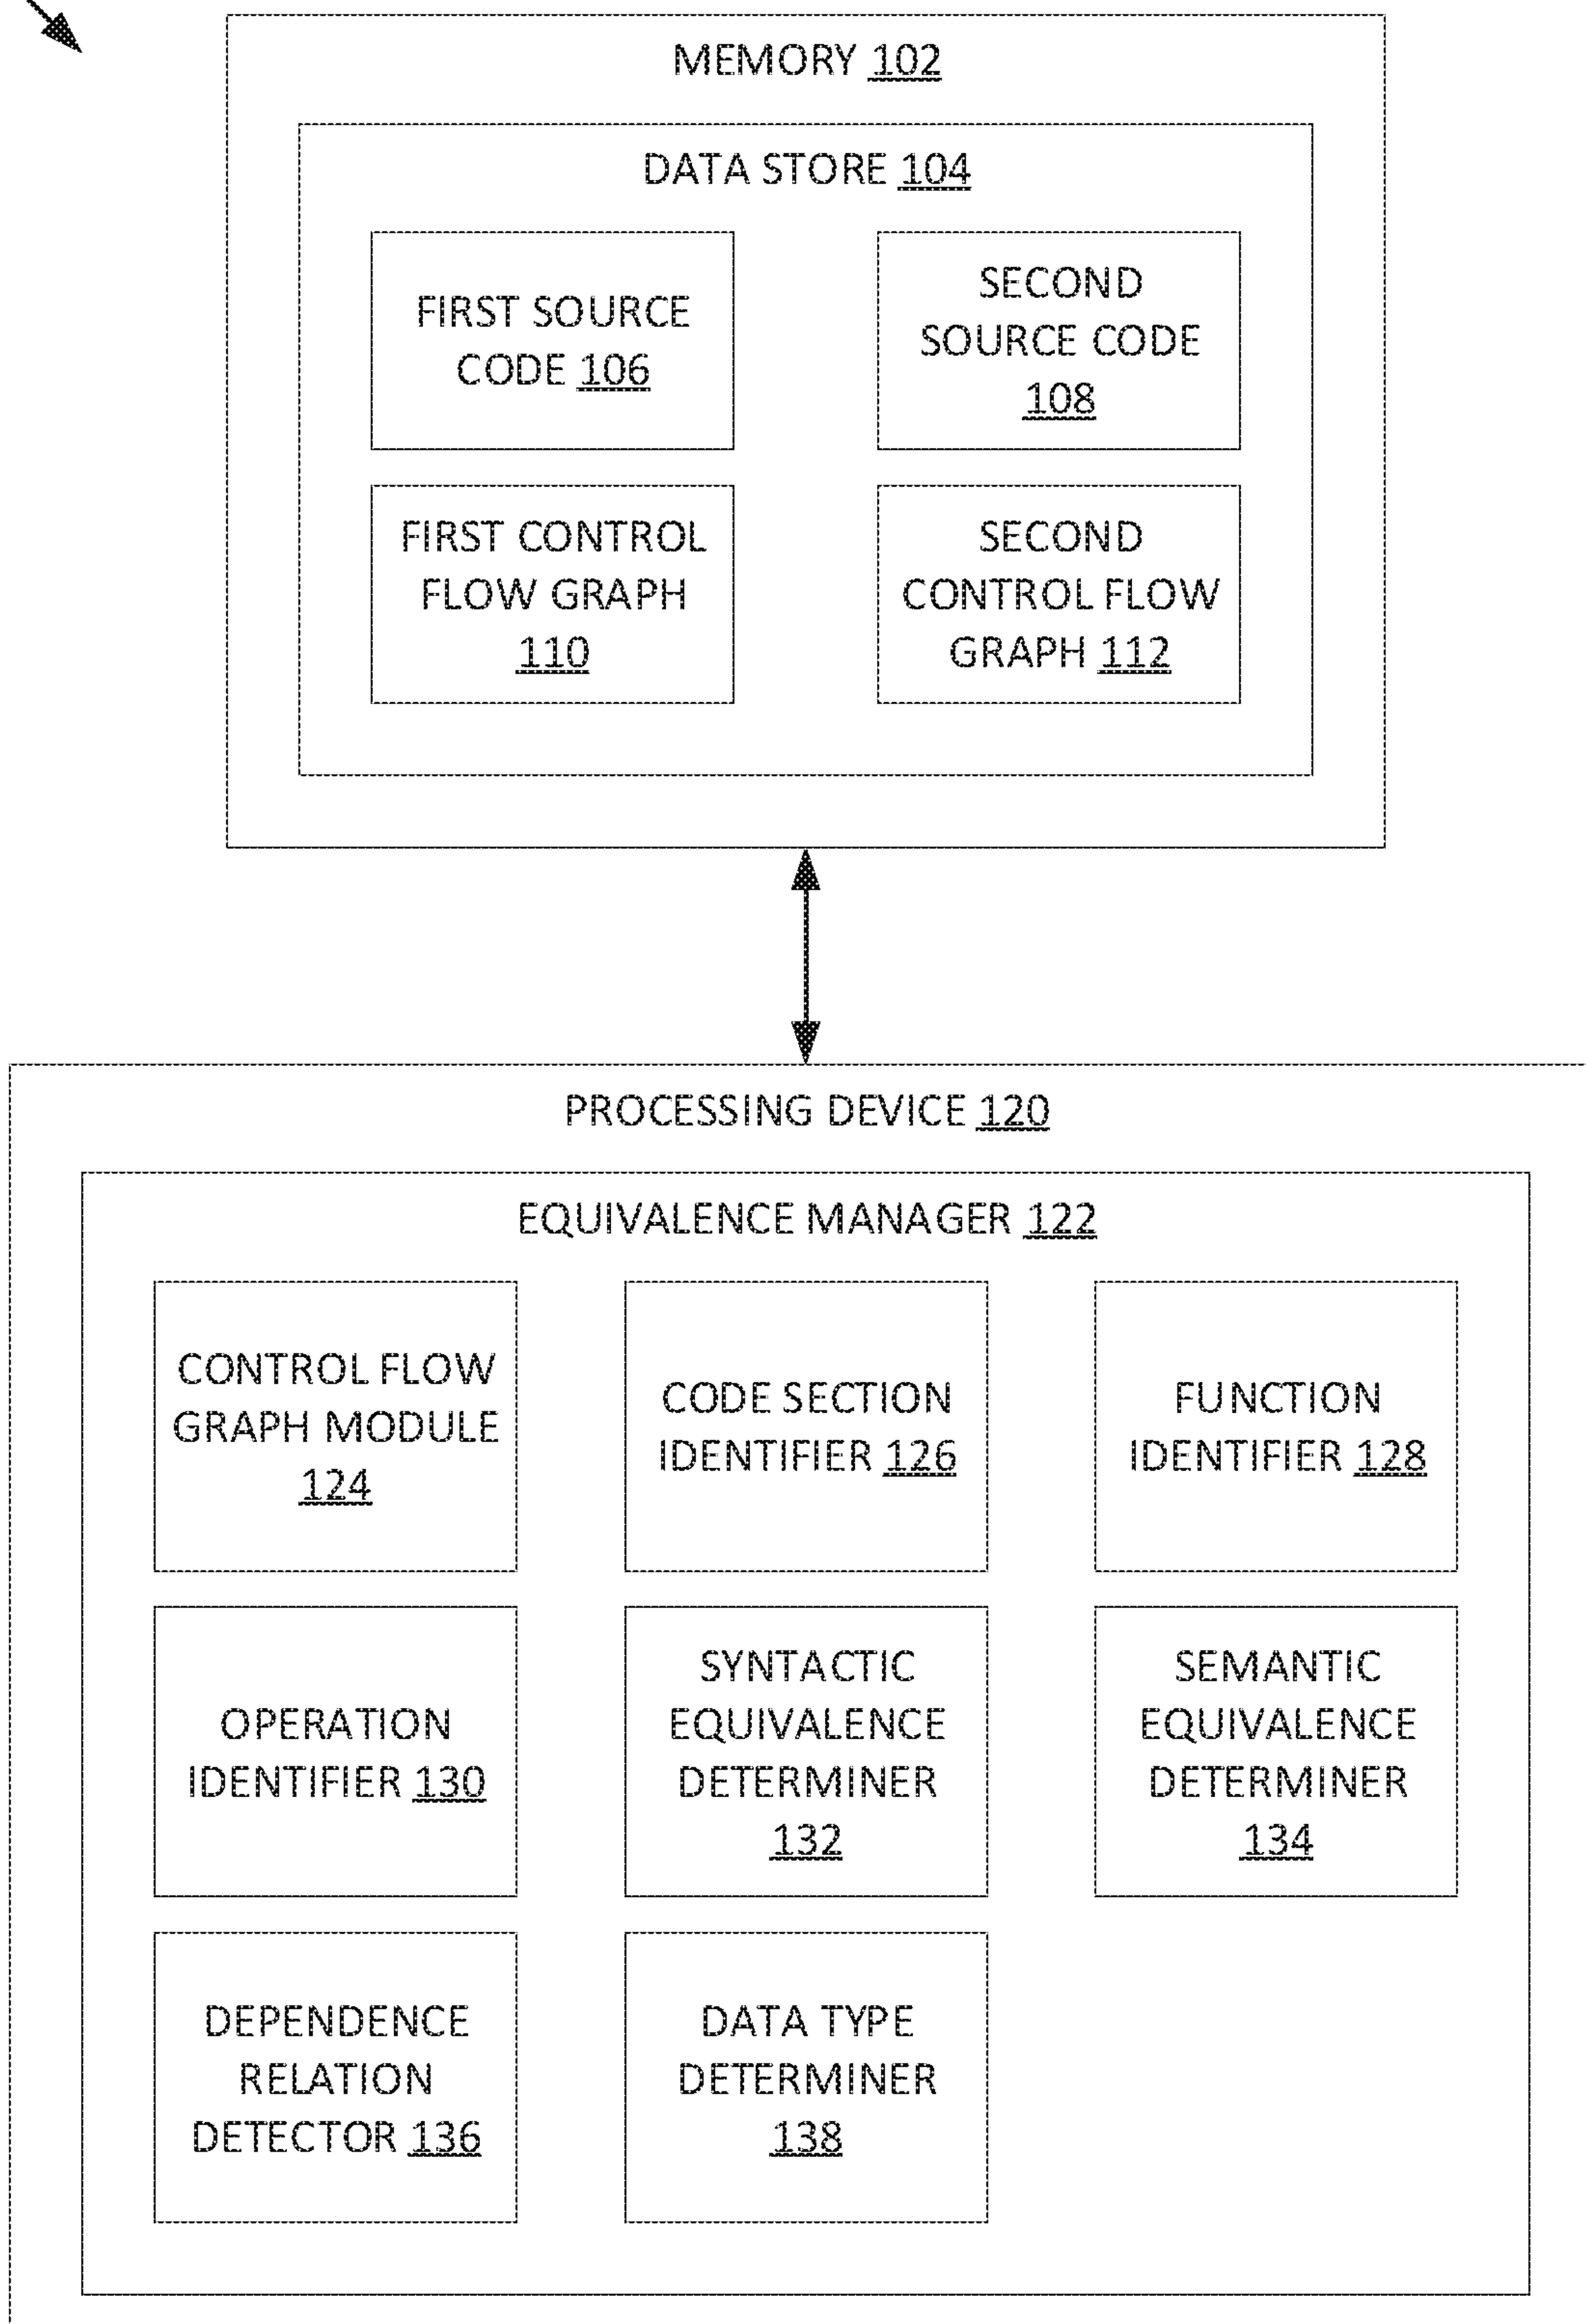 MEMORY 102
DATA STORE 104
FIRST SOURCE
CODE 106
SECOND
SOURCE CODE
108
FIRST CONTROL
FLOW GRAPH
110
SECOND
CONTROL FLOW
GRAPH 112
PROCESSING DEVICE 120
EQUIVALENCE MANAGER 122
CONTROL FLOW
GRAPH MODULE
124
CODE SECTION
IDENTIFIER 126
FUNCTION
IDENTIFIER 128
OPERATION
IDENTIFIER 130
SYNTACTIC
EQUIVALENCE
DETERMINER
132
SEMANTIC
EQUIVALENCE
DETERMINER
134
DEPENDENCE
RELATION
DETECTOR 136
DATA TYPE
DETERMINER
138